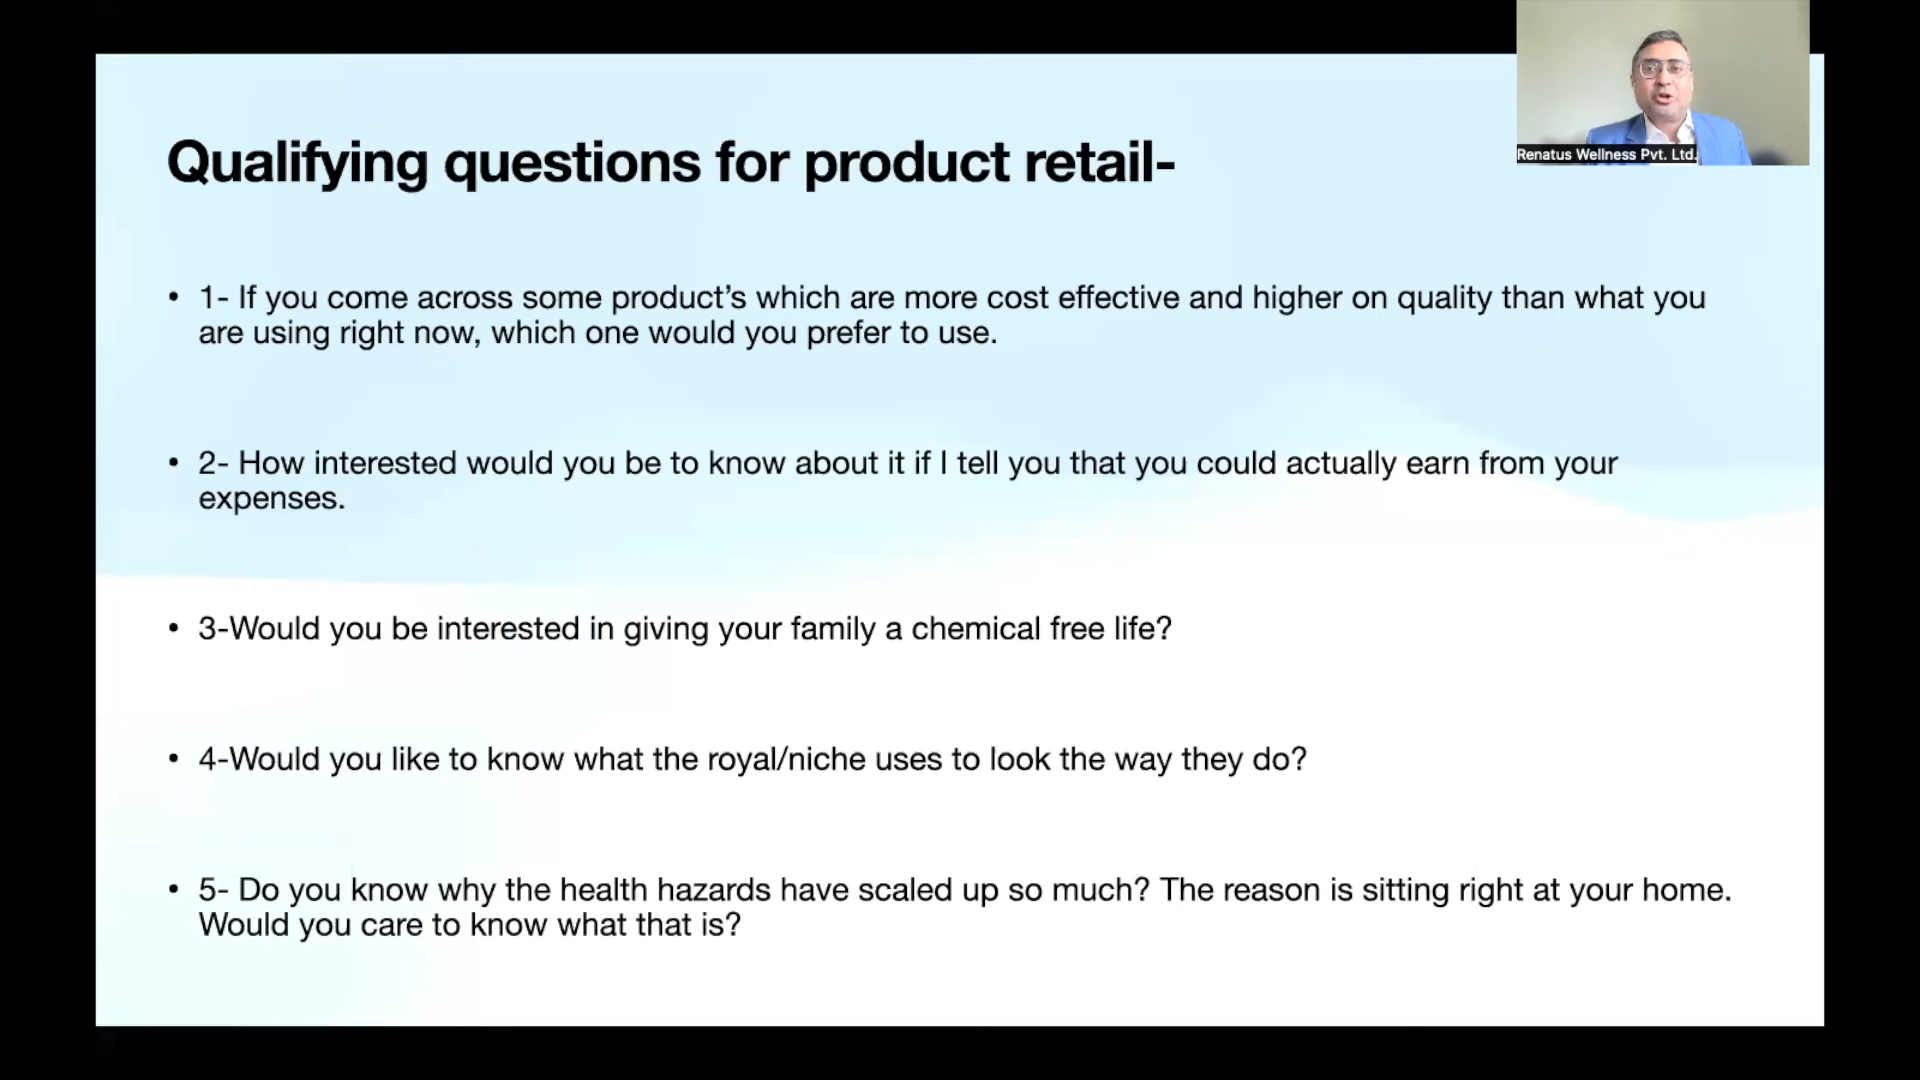 Renatus Wellness Pvt. Ltd.
Qualifying questions for product retail-
• 1- If you come across some product’s which are more cost effective and higher on quality than what you
are using right now, which one would you prefer to use.
• 2- How interested would you be to know about it if I tell you that you could actually earn from your
expenses.
• 3-Would you be interested in giving your family a chemical free life?
• 4-Would you like to know what the royal/niche uses to look the way they do?
• 5- Do you know why the health hazards have scaled up so much? The reason is sitting right at your home.
Would you care to know what that is?